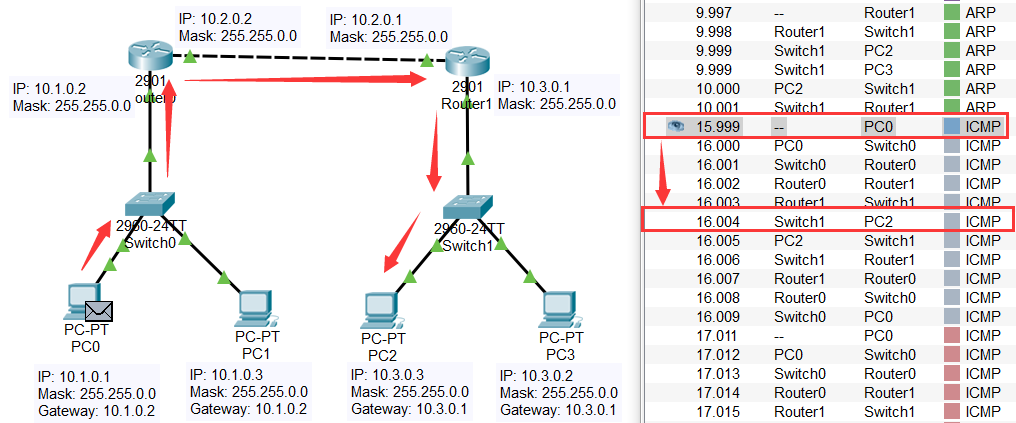 IP: 10.2.0.2
Mask: 255.255.0.0
IP: 10.2.0.1
Mask: 255.255.0.0
2901
outer0
2901
Router1
IP: 10.1.0.2
Mask: 255.255.0.0
IP: 10.3.0.1
Mask: 255.255.0.0
2960-24TT
Switch0
2960-24TT
Switch1
PC-PT
PC0
PC-PT
PC1
PC-PT
PC2
PC-PT
PC3
IP: 10.1.0.1
Mask: 255.255.0.0
Gateway: 10.1.0.2
IP: 10.1.0.3
Mask: 255.255.0.0
Gateway: 10.1.0.2
IP: 10.3.0.3
Mask: 255.255.0.0
Gateway: 10.3.0.1
IP: 10.3.0.2
Mask: 255.255.0.0
Gateway: 10.3.0.1
9.997 -- Router1 ARP
9.998 Router1 Switch1 ARP
9.999 Switch1 PC2 ARP
9.999 Switch1 PC3 ARP
10.000 PC2 Switch1 ARP
10.001 Switch1 Router1 ARP
15.999 -- PC0 ICMP
16.000 PC0 Switch0 ICMP
16.001 Switch0 Router0 ICMP
16.002 Router0 Router1 ICMP
16.003 Router1 Switch1 ICMP
16.004 Switch1 PC2 ICMP
16.005 PC2 Switch1 ICMP
16.006 Switch1 Router1 ICMP
16.007 Router1 Router0 ICMP
16.008 Router0 Switch0 ICMP
16.009 Switch0 PC0 ICMP
17.011 -- PC0 ICMP
17.012 PC0 Switch0 ICMP
17.013 Switch0 Router0 ICMP
17.014 Router0 Router1 ICMP
17.015 Router1 Switch1 ICMP